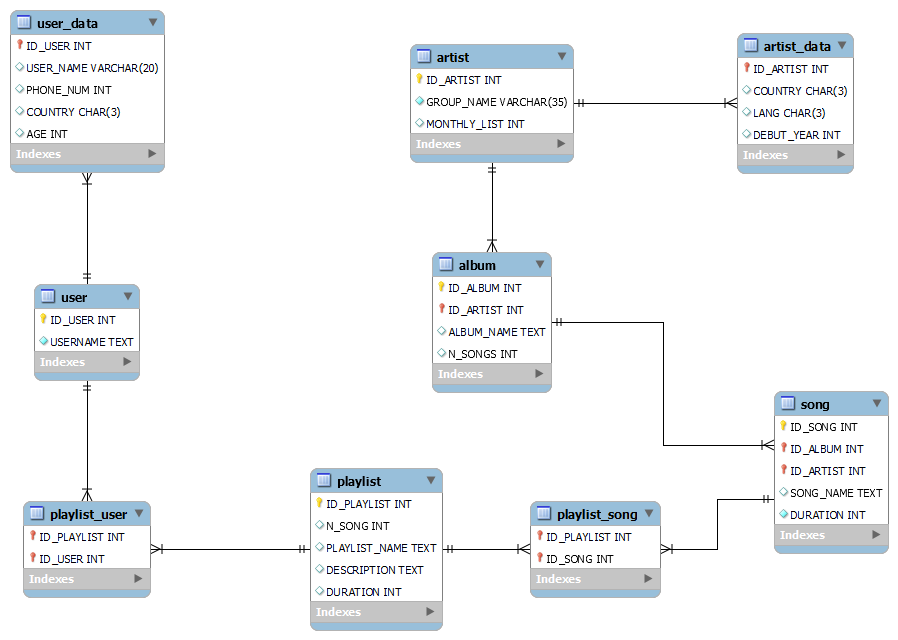 user_data
ID_USER INT
USER_NAME VARCHAR(20)
PHONE_NUM INT
COUNTRY CHAR(3)
AGE INT
Indexes
artist
ID_ARTIST INT
GROUP_NAME VARCHAR(35)
MONTHLY_LIST INT
Indexes
artist_data
ID_ARTIST INT
COUNTRY CHAR(3)
LANG CHAR(3)
DEBUT_YEAR INT
Indexes
user
ID_USER INT
USERNAME TEXT
Indexes
album
ID_ALBUM INT
ID_ARTIST INT
ALBUM_NAME TEXT
N_SONGS INT
Indexes
song
ID_SONG INT
ID_ALBUM INT
ID_ARTIST INT
SONG_NAME TEXT
DURATION INT
Indexes
playlist_user
ID_PLAYLIST INT
ID_USER INT
Indexes
playlist
ID_PLAYLIST INT
N_SONG INT
PLAYLIST_NAME TEXT
DESCRIPTION TEXT
DURATION INT
Indexes
playlist_song
ID_PLAYLIST INT
ID_SONG INT
Indexes